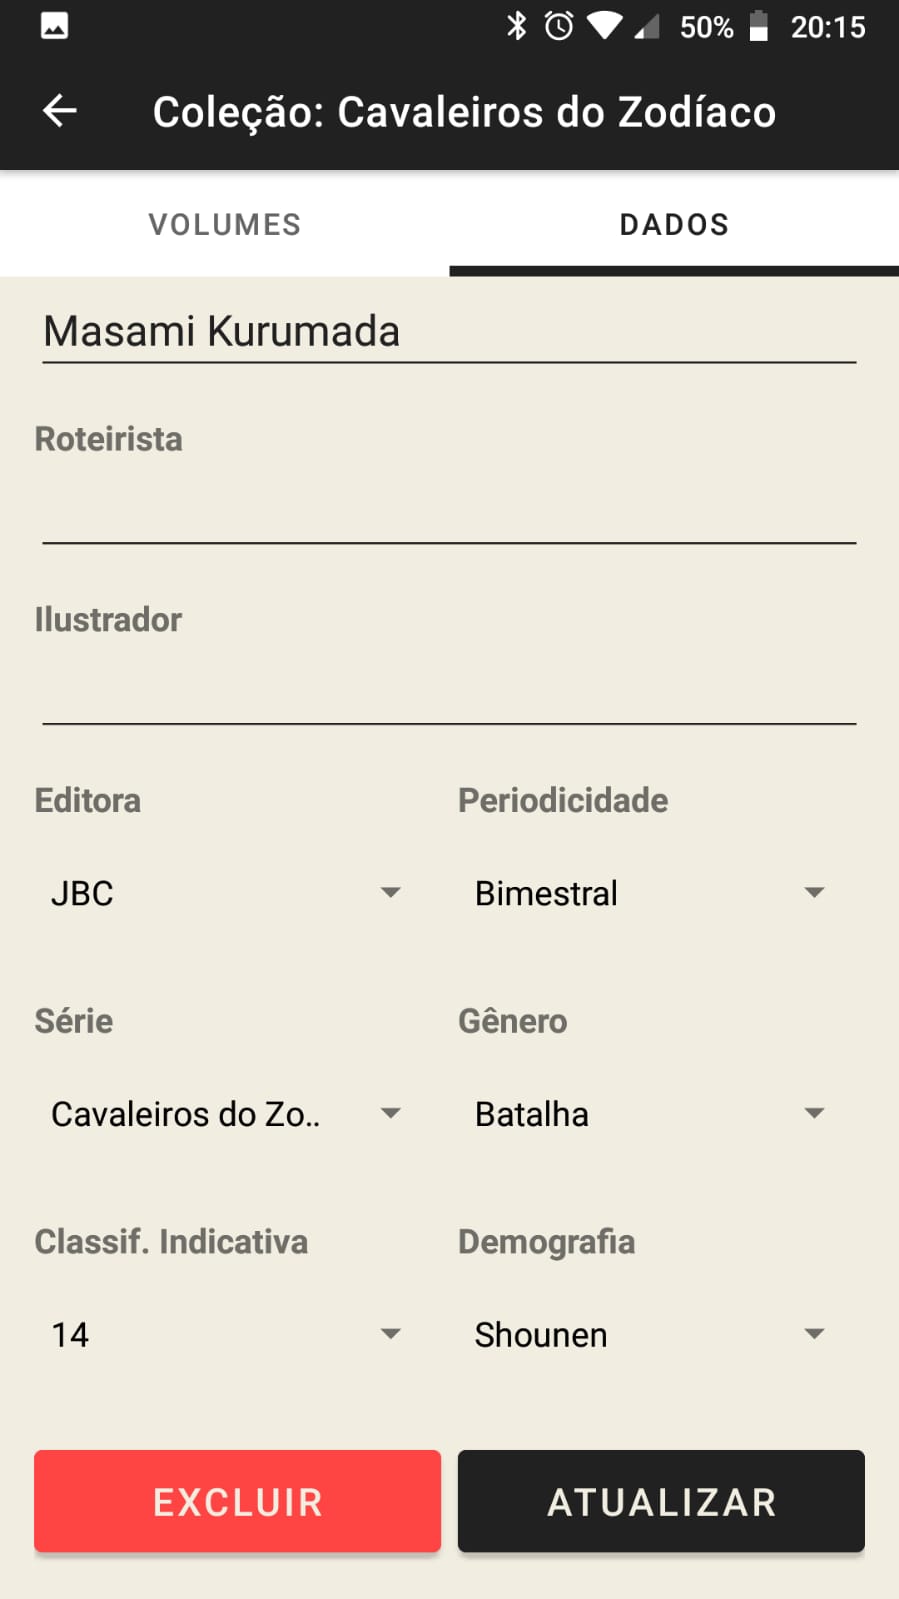 50% 20:15
Coleção: Cavaleiros do Zodíaco
VOLUMES DADOS
Masami Kurumada
Roteirista
Ilustrador
Editora Periodicidade
JBC Bimestral
Série Gênero
Cavaleiros do Zo.. Batalha
Classif. Indicativa Demografia
14 Shounen
EXCLUIR ATUALIZAR